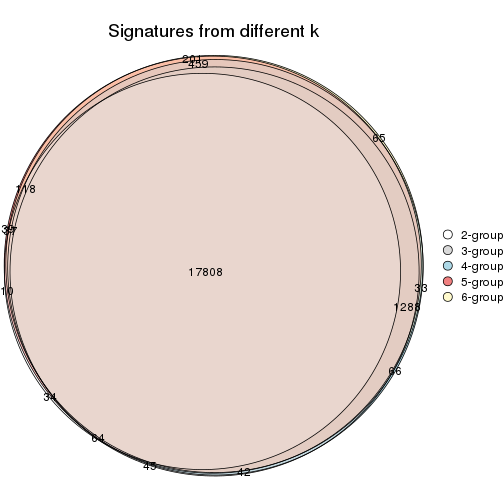 Signatures from different k
201
459
65
118
17808
10
33
1288
66
34
64
45
42
2-group
3-group
4-group
5-group
6-group